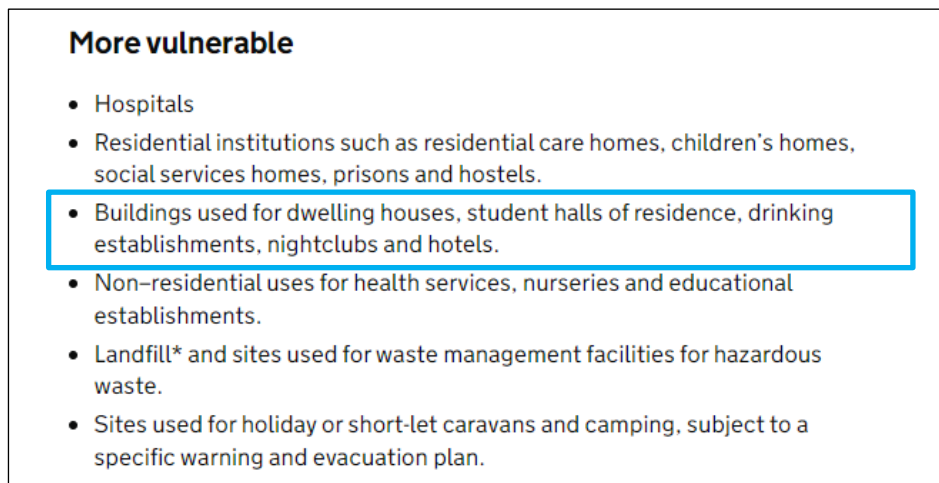 More vulnerable
• Hospitals
• Residential institutions such as residential care homes, children’s homes,
social services homes, prisons and hostels.
• Buildings used for dwelling houses, student halls of residence, drinking
establishments, nightclubs and hotels.
• Non–residential uses for health services, nurseries and educational
establishments.
• Landfill* and sites used for waste management facilities for hazardous
waste.
• Sites used for holiday or short-let caravans and camping, subject to a
specific warning and evacuation plan.